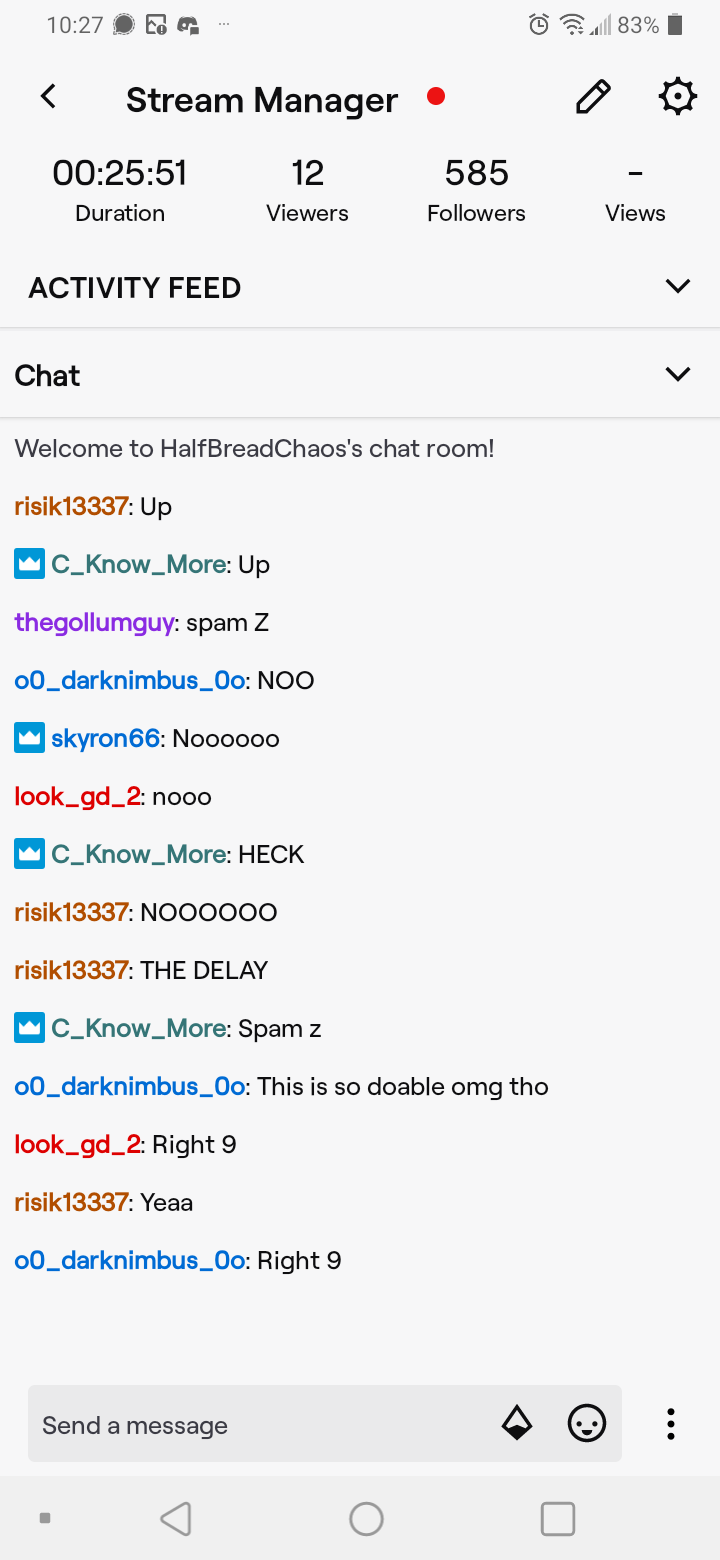 10:27 83%
Stream Manager
00:25:51 12 585 -
Duration Viewers Followers Views
ACTIVITY FEED
Chat
Welcome to HalfBreadChaos's chat room!
risik13337: Up
C_Know_More: Up
thegollumguy: spam Z
o0_darknimbus_0o: NOO
skyron66: Noooooo
look_gd_2: nooo
C_Know_More: HECK
risik13337: NOOOOOO
risik13337: THE DELAY
C_Know_More: Spam z
o0_darknimbus_0o: This is so doable omg tho
look_gd_2: Right 9
risik13337: Yeaa
o0_darknimbus_0o: Right 9
Send a message